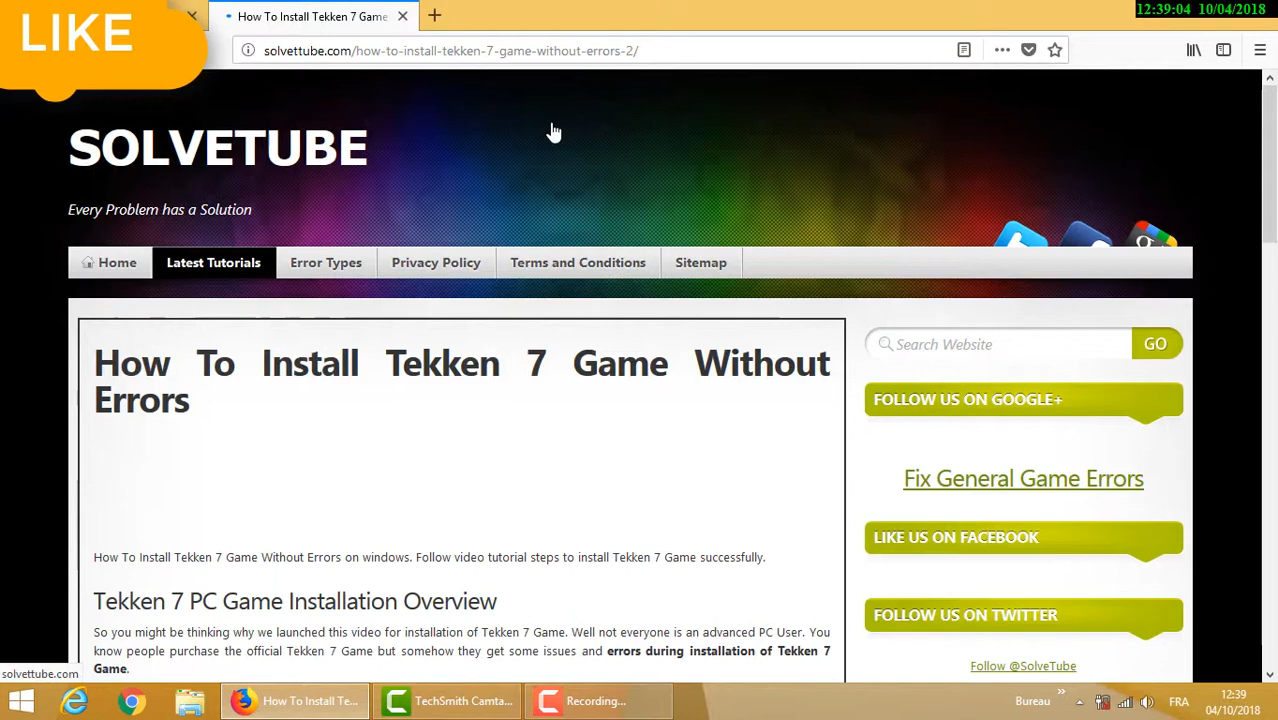 LIKE
How To Install Tekken 7 Game
12:39:04 10/04/2018
solvettube.com/how-to-install-tekken-7-game-without-errors-2/
SOLVETUBE
Every Problem has a Solution
Home
Latest Tutorials
Error Types
Privacy Policy
Terms and Conditions
Sitemap
How To Install Tekken 7 Game Without
Errors
Search Website
GO
FOLLOW US ON GOOGLE+
Fix General Game Errors
LIKE US ON FACEBOOK
FOLLOW US ON TWITTER
Follow @SolveTube
How To Install Tekken 7 Game Without Errors on windows. Follow video tutorial steps to install Tekken 7 Game successfully.
Tekken 7 PC Game Installation Overview
So you might be thinking why we launched this video for installation of Tekken 7 Game. Well not everyone is an advanced PC User. You
know people purchase the official Tekken 7 Game but somehow they get some issues and errors during installation of Tekken 7
Game.
solvettube.com
How To Install Te...
TechSmith Camta...
Recording...
Bureau
FRA
12:39
04/10/2018